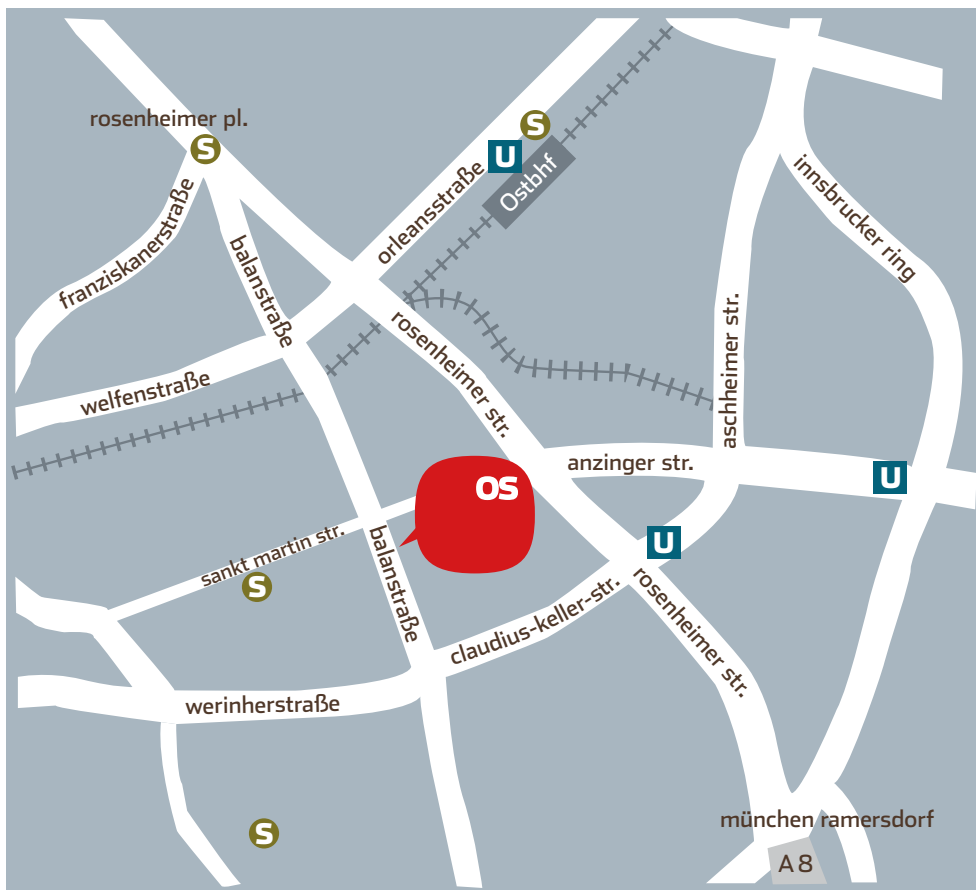 rosenheimer pl.
S
S
U
Ostbhf
orleansstraße
innsbrucker ring
franziskanerstraße
balanstraße
aschheimer str.
rosenheimer str.
welfenstraße
anzinger str.
OS
U
sankt martin str.
balanstraße
U
S
claudius-keller-str.
rosenheimer str.
werinherstraße
S
münchen ramersdorf
A 8